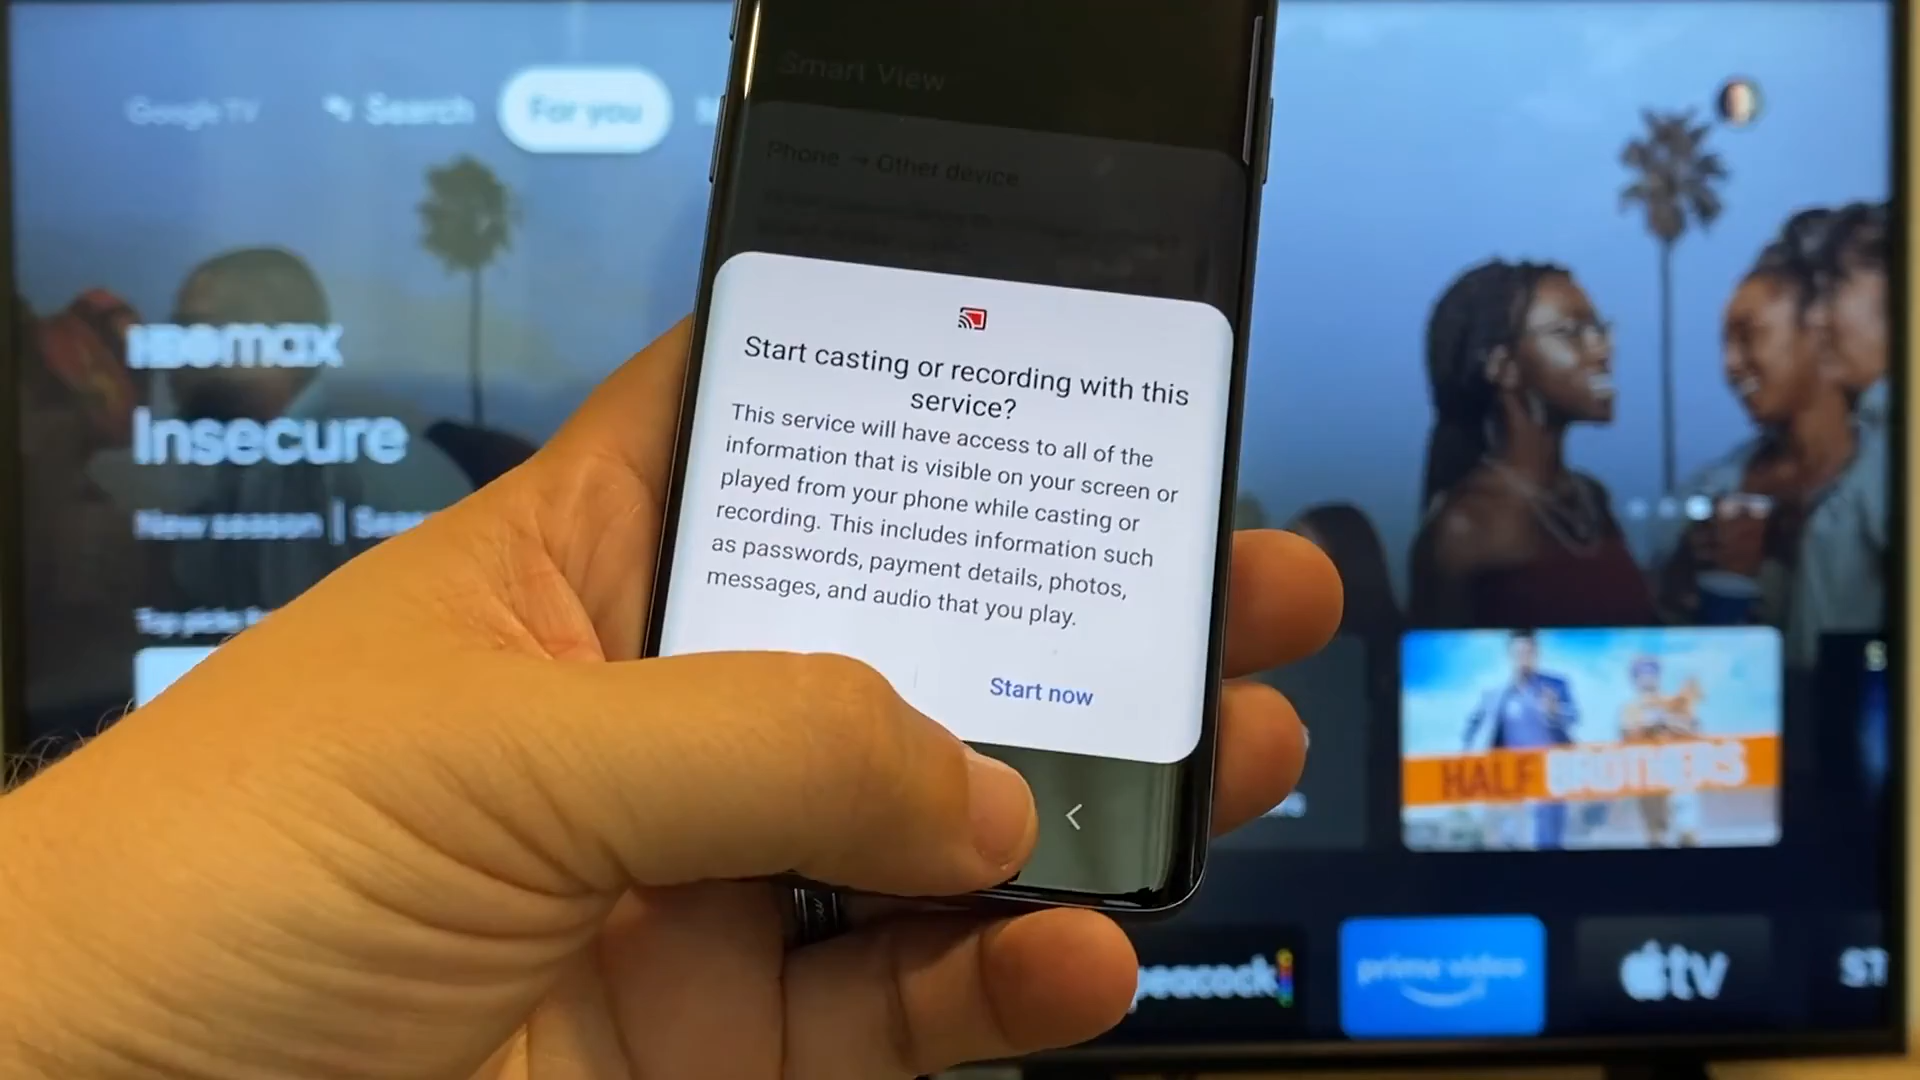 Smart View
Phone → Other device
Google TV
Search
For you
HBOmax
Insecure
New season |
Top picks
Start casting or recording with this
service?
This service will have access to all of the
information that is visible on your screen or
played from your phone while casting or
recording. This includes information such
as passwords, payment details, photos,
messages, and audio that you play.
Start now
HALF BROTHERS
peacock
prime video
tv
ST